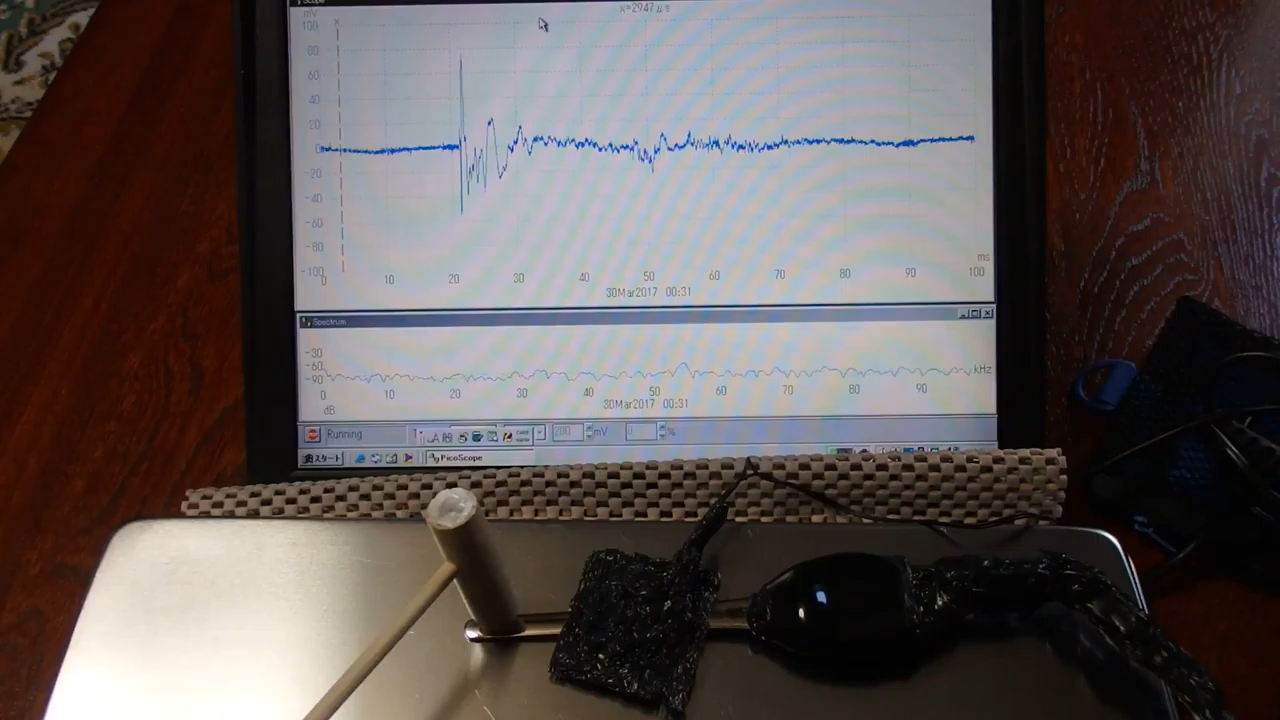 Scope
mV
x=2947μs
100
80
60
40
20
0
-20
-40
-60
-80
-100
ms
0 10 20 30 40 50 60 70 80 90 100
30Mar2017 00:31
Spectrum
-30
-60
-90
kHz
0 10 20 30 40 50 60 70 80 90
dB
30Mar2017 00:31
Running
mV
%
スタート
PicoScope